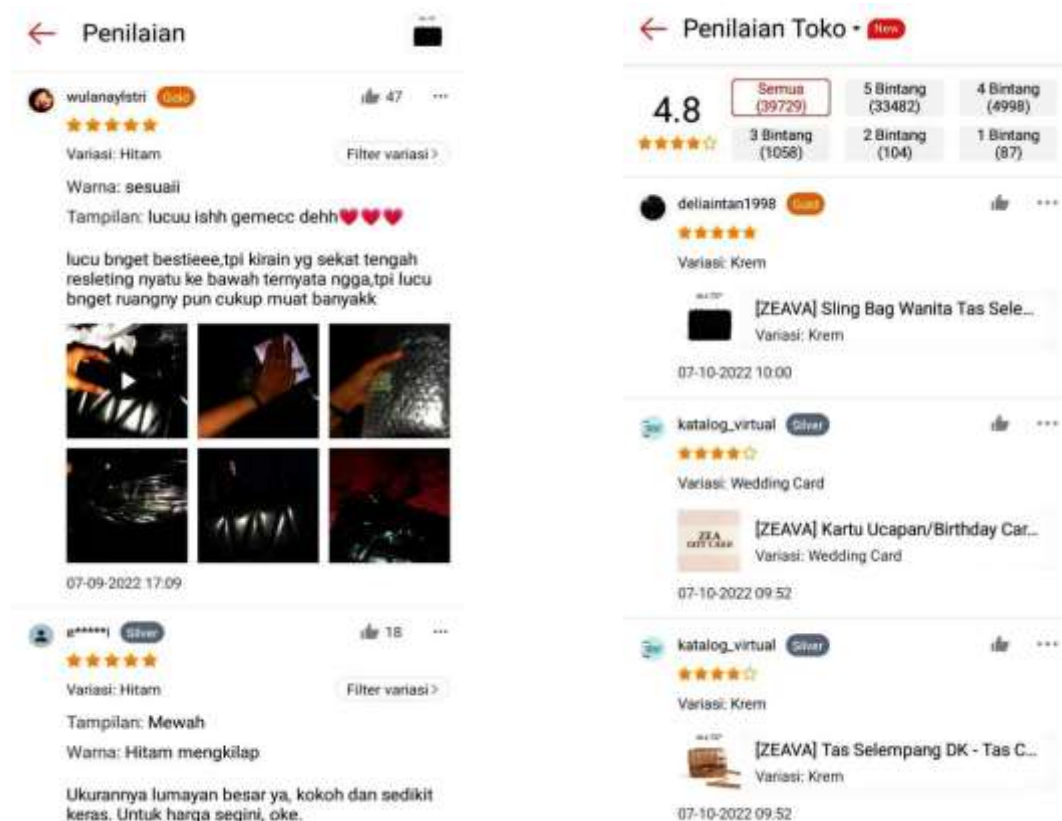 Penilaian
wulanaylstri Gold
47
Variasi: Hitam
Filter variasi >
Warna: sesuaii
Tampilan: lucuu ishh gemecc dehh❤❤❤
lucu bnget bestieee,tpi kirain yg sekat tengah
resleting nyatu ke bawah ternyata ngga,tpi lucu
bnget ruangny pun cukup muat banyakk
07-09-2022 17:09
Silver
18
Variasi: Hitam
Filter variasi >
Tampilan: Mewah
Warna: Hitam mengkilap
Ukurannya lumayan besar ya, kokoh dan sedikit
keras. Untuk harga segini, oke.
Penilaian Toko • New
4.8
Semua
(39729)
5 Bintang
(33482)
4 Bintang
(4998)
3 Bintang
(1058)
2 Bintang
(104)
1 Bintang
(87)
deliaintan1998 Gold
Variasi: Krem
[ZEAVA] Sling Bag Wanita Tas Sele...
Variasi: Krem
07-10-2022 10:00
katalog_virtual Silver
Variasi: Wedding Card
[ZEAVA] Kartu Ucapan/Birthday Car...
Variasi: Wedding Card
07-10-2022 09:52
katalog_virtual Silver
Variasi: Krem
[ZEAVA] Tas Selempang DK - Tas C...
Variasi: Krem
07-10-2022 09:52